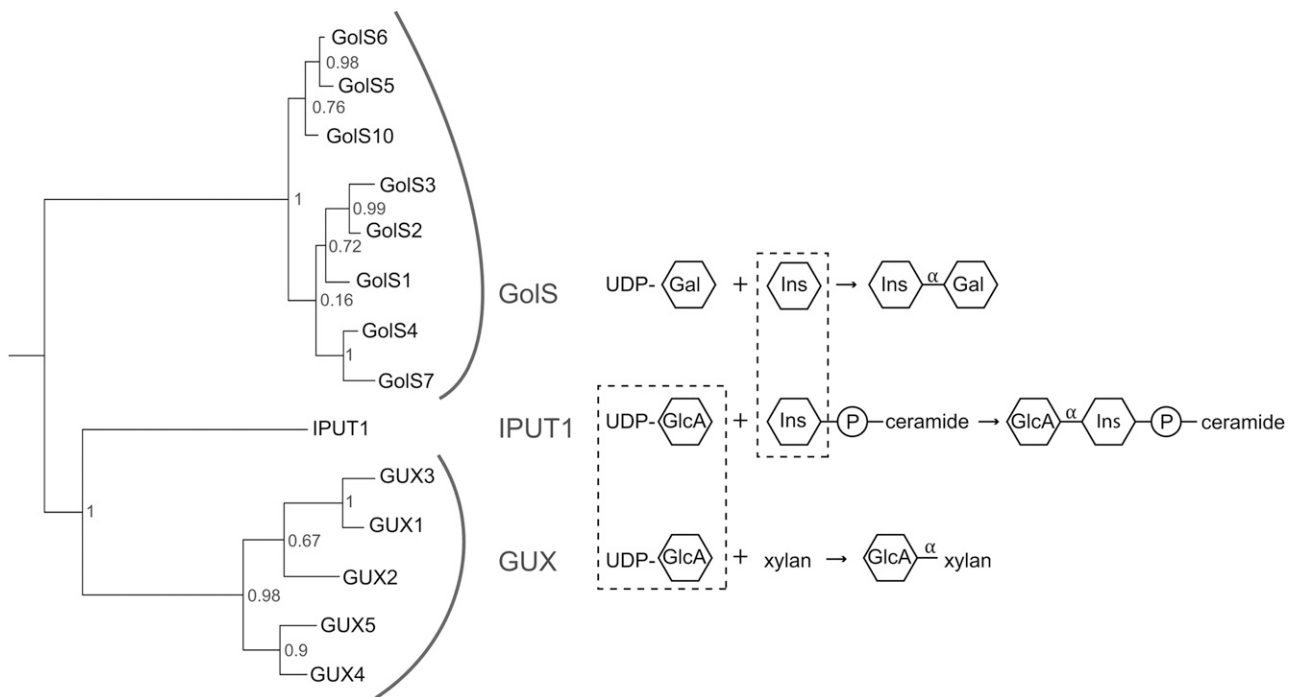 GolS6
0.98
GolS5
0.76
GolS10
1
GolS3
0.99
GolS2
0.72
GolS1
0.16
GolS4
1
GolS7
GolS
UDP-Gal + Ins → Ins α Gal
IPUT1
1
IPUT1
UDP-GlcA + Ins P ceramide → GlcA α Ins P ceramide
GUX3
1
GUX1
0.67
GUX2
0.98
GUX5
0.9
GUX4
GUX
UDP-GlcA + xylan → GlcA α xylan